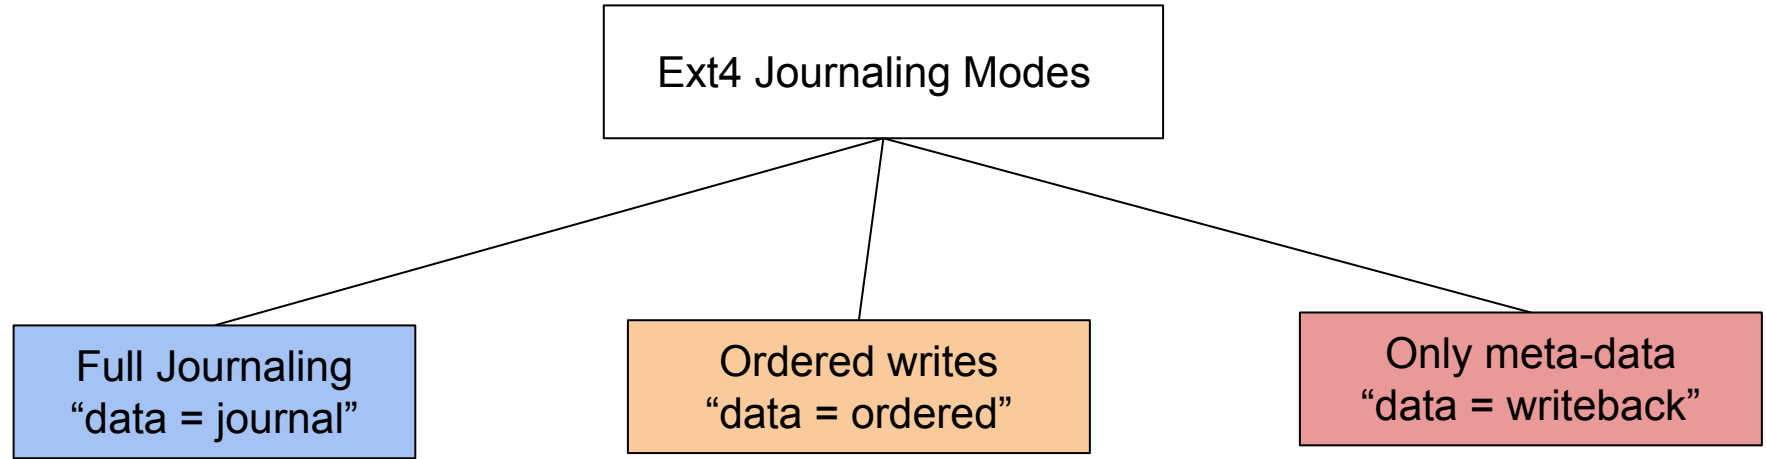 Ext4 Journaling Modes
Full Journaling
“data = journal”
Ordered writes
“data = ordered”
Only meta-data
“data = writeback”